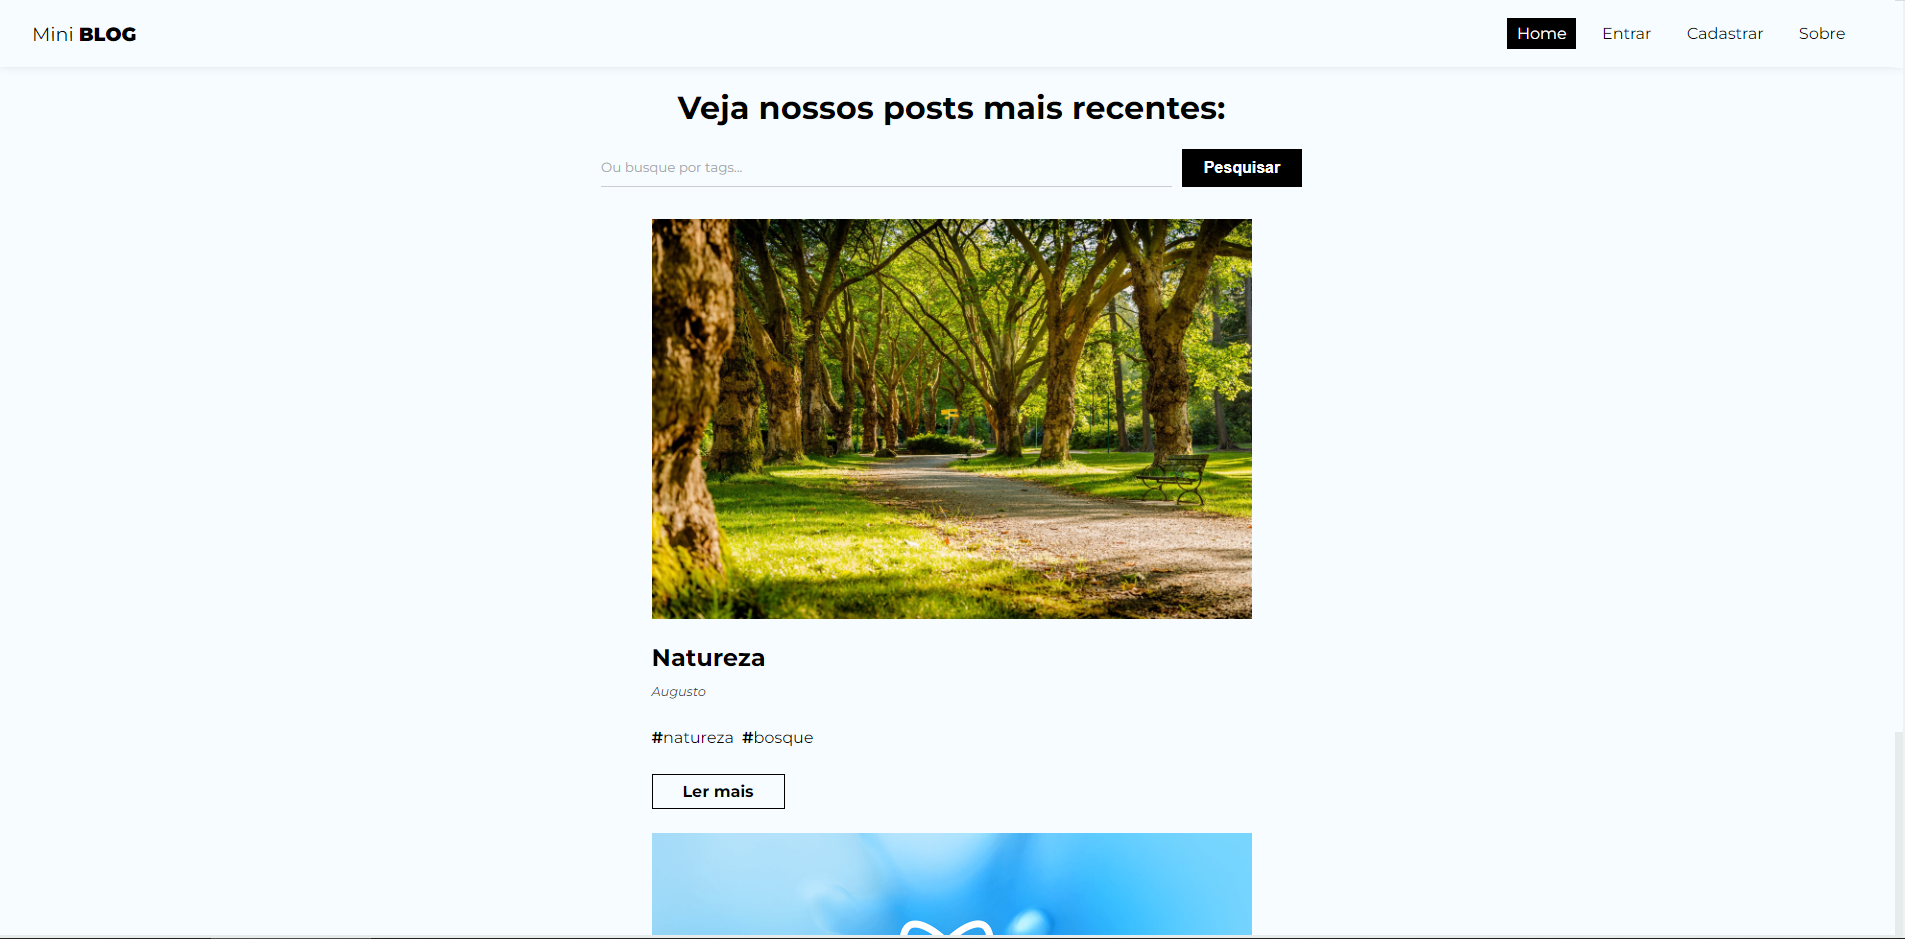 Mini BLOG
Home Entrar Cadastrar Sobre
Veja nossos posts mais recentes:
Ou busque por tags...
Pesquisar
Natureza
Augusto
#natureza #bosque
Ler mais